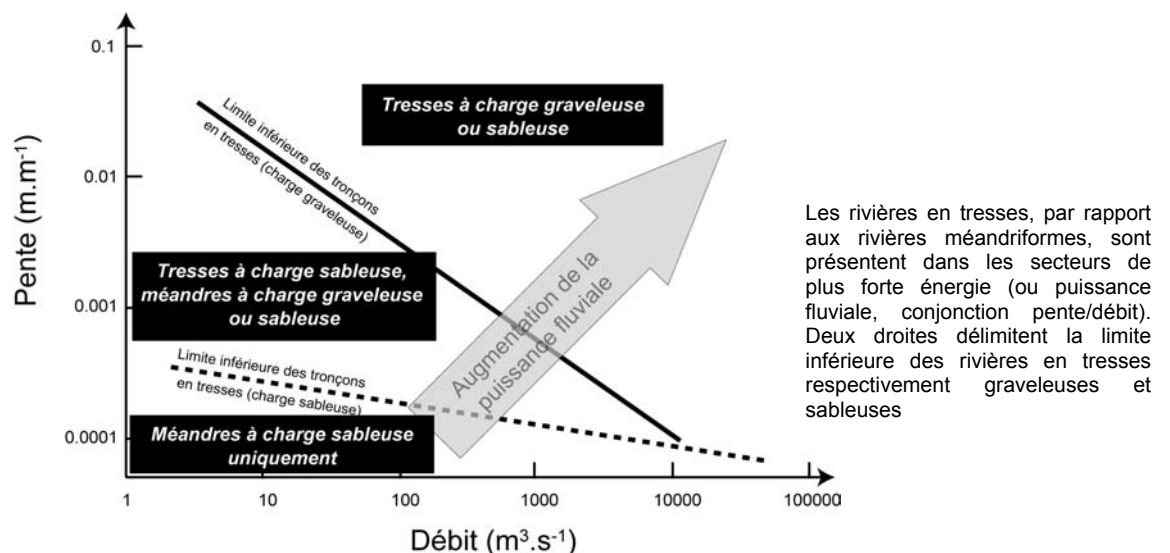 0.1
0.01
0.001
0.0001
Pente (m.m-1)
Tresses à charge graveleuse
ou sableuse
Limite inférieure des tronçons
en tresses (charge graveleuse)
Tresses à charge sableuse,
méandres à charge graveleuse
ou sableuse
Limite inférieure des tronçons
en tresses (charge sableuse)
Méandres à charge sableuse
uniquement
Augmentation de la
puissance fluviale
1
10
100
1000
10000
100000
Débit (m³.s-1)
Les rivières en tresses, par rapport
aux rivières méandriformes, sont
présentent dans les secteurs de
plus forte énergie (ou puissance
fluviale, conjonction pente/débit).
Deux droites délimitent la limite
inférieure des rivières en tresses
respectivement graveleuses et
sableuses